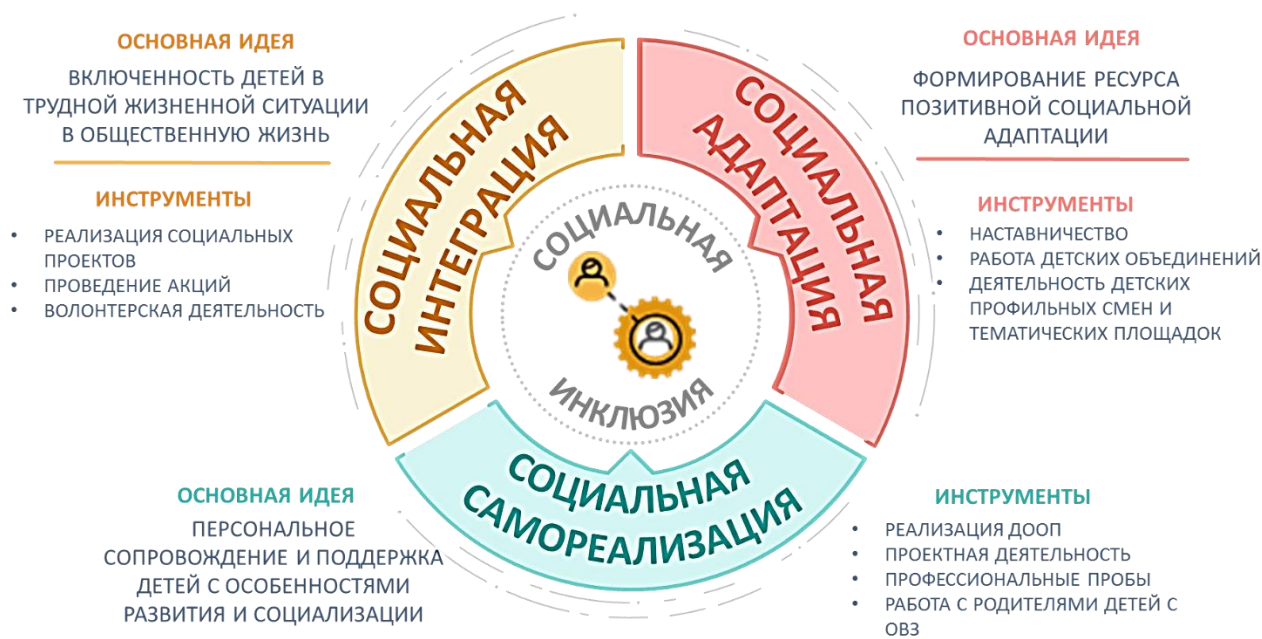 ОСНОВНАЯ ИДЕЯ
ВКЛЮЧЕННОСТЬ ДЕТЕЙ В
ТРУДНОЙ ЖИЗНЕННОЙ СИТУАЦИИ
В ОБЩЕСТВЕННУЮ ЖИЗНЬ
ИНСТРУМЕНТЫ
• РЕАЛИЗАЦИЯ СОЦИАЛЬНЫХ
ПРОЕКТОВ
• ПРОВЕДЕНИЕ АКЦИЙ
• ВОЛОНТЕРСКАЯ ДЕЯТЕЛЬНОСТЬ
СОЦИАЛЬНАЯ
ИНТЕГРАЦИЯ
СОЦИАЛЬНАЯ
АДАПТАЦИЯ
ОСНОВНАЯ ИДЕЯ
ФОРМИРОВАНИЕ РЕСУРСА
ПОЗИТИВНОЙ СОЦИАЛЬНОЙ
АДАПТАЦИИ
ИНСТРУМЕНТЫ
• НАСТАВНИЧЕСТВО
• РАБОТА ДЕТСКИХ ОБЪЕДИНЕНИЙ
• ДЕЯТЕЛЬНОСТЬ ДЕТСКИХ
ПРОФИЛЬНЫХ СМЕН И
ТЕМАТИЧЕСКИХ ПЛОЩАДОК
СОЦИАЛЬНАЯ
ИНКЛЮЗИЯ
СОЦИАЛЬНАЯ
САМОРЕАЛИЗАЦИЯ
ОСНОВНАЯ ИДЕЯ
ПЕРСОНАЛЬНОЕ
СОПРОВОЖДЕНИЕ И ПОДДЕРЖКА
ДЕТЕЙ С ОСОБЕННОСТЯМИ
РАЗВИТИЯ И СОЦИАЛИЗАЦИИ
ИНСТРУМЕНТЫ
• РЕАЛИЗАЦИЯ ДООП
• ПРОЕКТНАЯ ДЕЯТЕЛЬНОСТЬ
• ПРОФЕССИОНАЛЬНЫЕ ПРОБЫ
• РАБОТА С РОДИТЕЛЯМИ ДЕТЕЙ С
ОВЗ